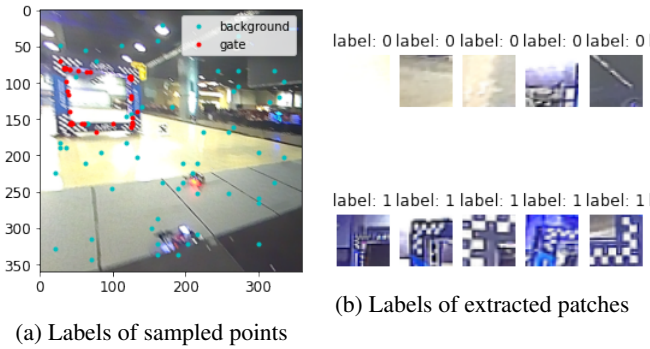 0
50
100
150
200
250
300
350
0 100 200 300
background
gate
(a) Labels of sampled points
label: 0 label: 0 label: 0 label: 0 label: 0
label: 1 label: 1 label: 1 label: 1 label: 1
(b) Labels of extracted patches